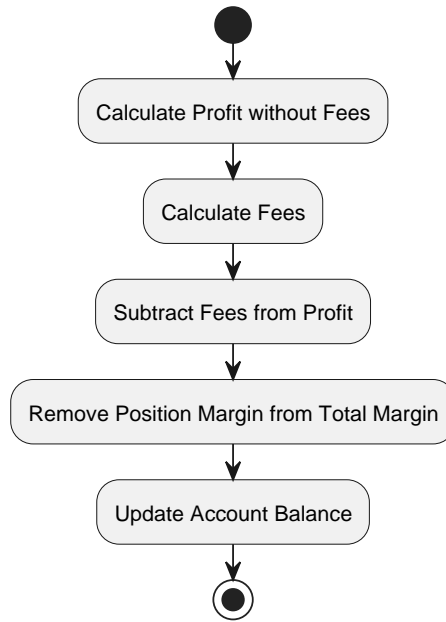 Calculate Profit without Fees
Calculate Fees
Subtract Fees from Profit
Remove Position Margin from Total Margin
Update Account Balance